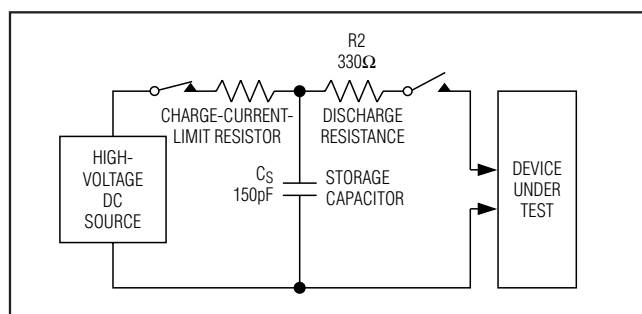 R2
330Ω
CHARGE-CURRENT-
LIMIT RESISTOR
DISCHARGE
RESISTANCE
HIGH-
VOLTAGE
DC
SOURCE
CS
150pF
STORAGE
CAPACITOR
DEVICE
UNDER
TEST